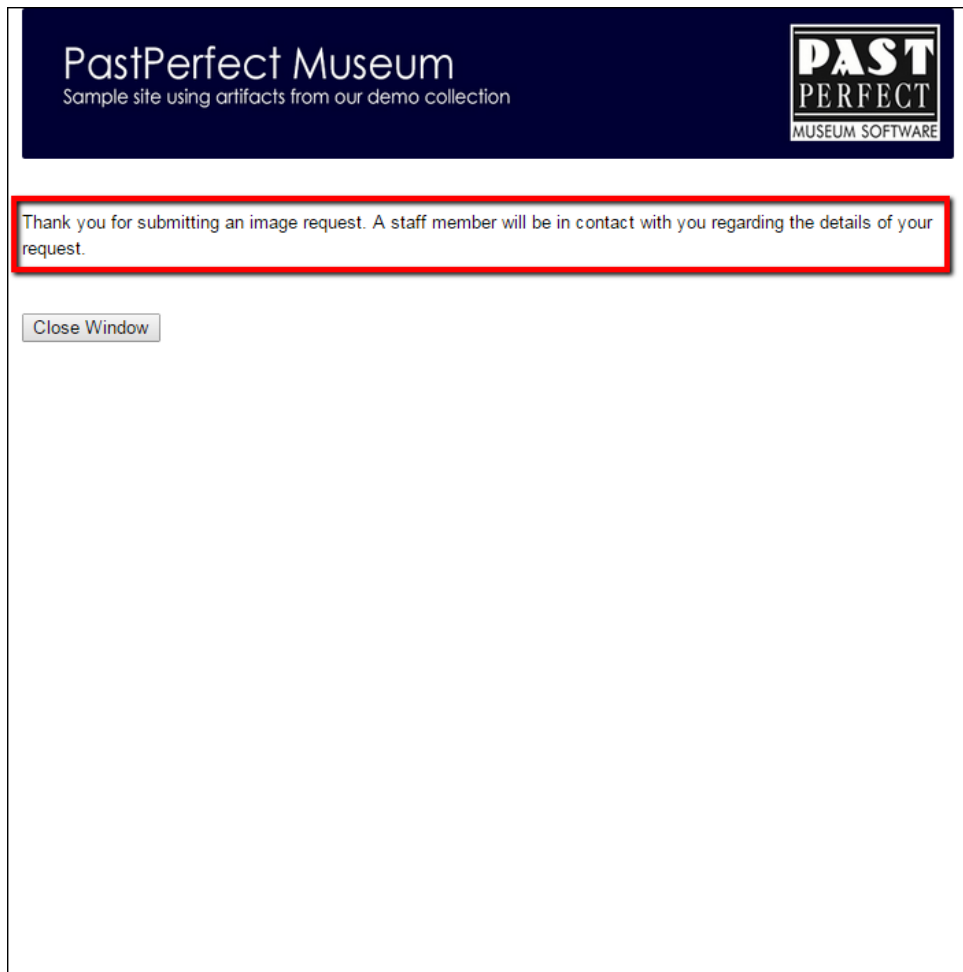 PastPerfect Museum
Sample site using artifacts from our demo collection
PAST
PERFECT
MUSEUM SOFTWARE
Thank you for submitting an image request. A staff member will be in contact with you regarding the details of your
request.
Close Window